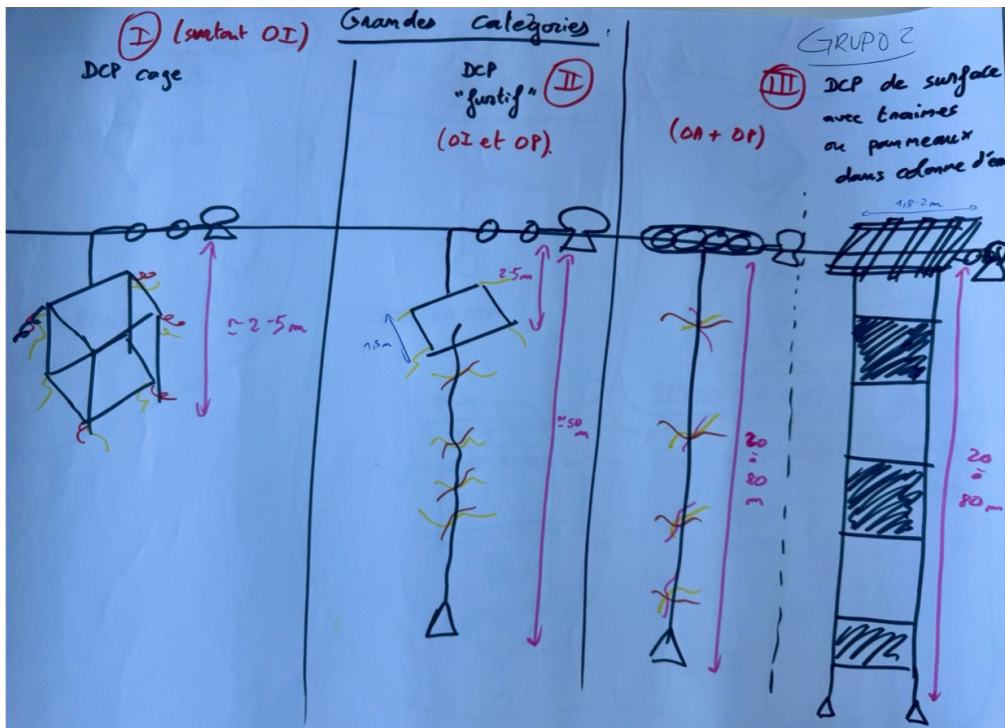 Grandes catégories.
I (surtout OI)
DCP cage
≃ 2-5m
DCP
"furtif"
II
(OI et OP).
2-5m
1,5m
≃50
m
GRUPO 2
III
(OA + OP)
DCP de surface
avec traines
ou panneaux
dans colonne d'eau
1,8-2m
20
à
80
m
20
à
80 m